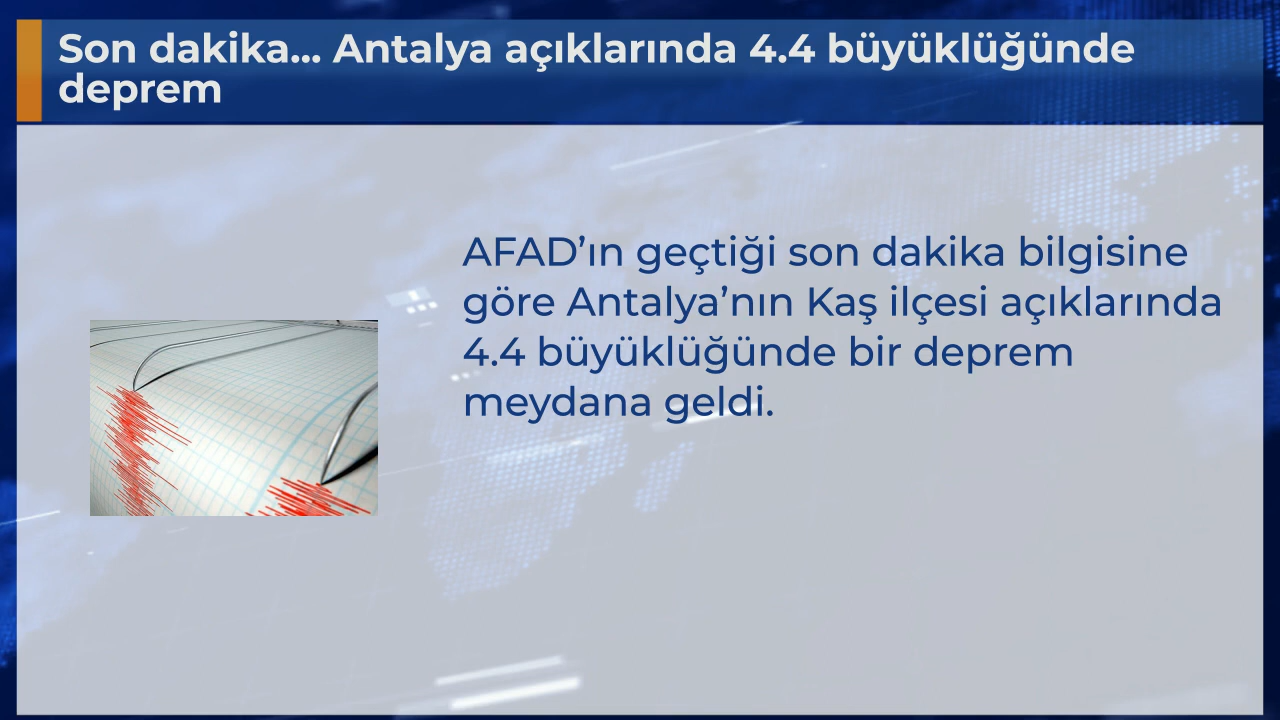 Son dakika... Antalya açıklarında 4.4 büyüklüğünde
deprem
AFAD’ın geçtiği son dakika bilgisine
göre Antalya’nın Kaş ilçesi açıklarında
4.4 büyüklüğünde bir deprem
meydana geldi.